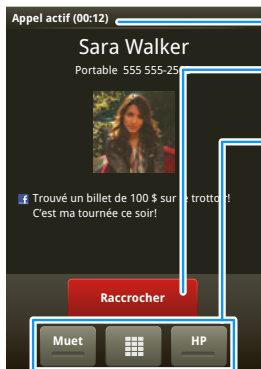 Appel actif (00:12)
Sara Walker
Portable 555 555-25
Trouvé un billet de 100 $ sur le trottoir!
C'est ma tournée ce soir!
Raccrocher
Muet
HP